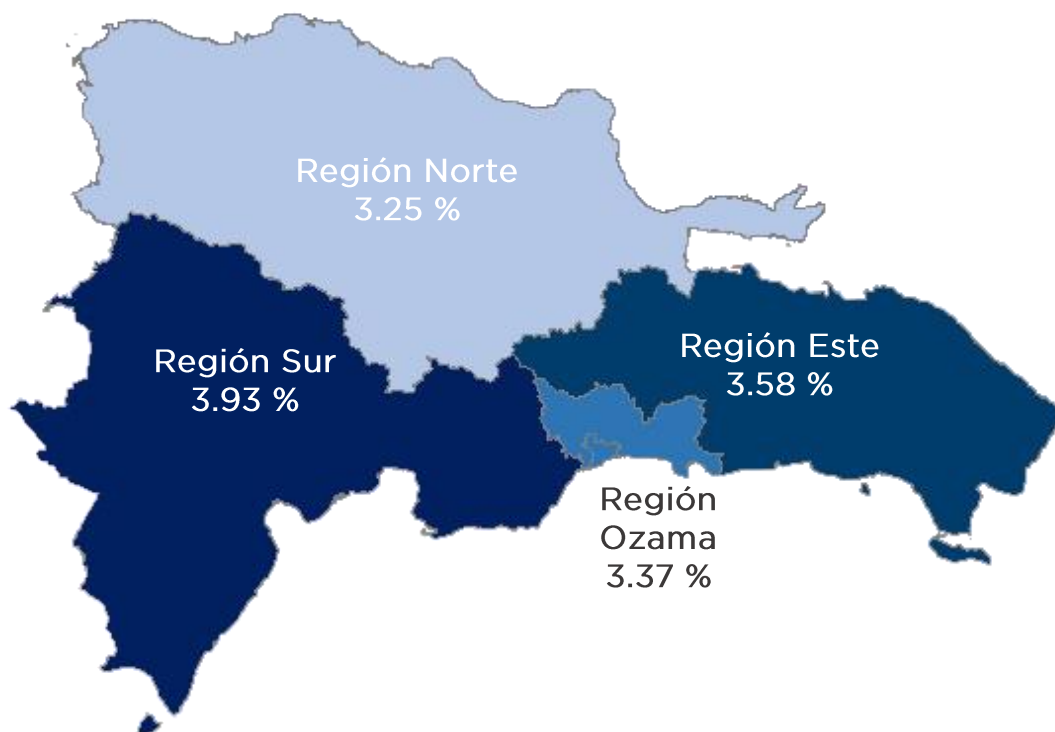 Región Norte
3.25 %
Región Sur
3.93 %
Región Este
3.58 %
Región
Ozama
3.37 %